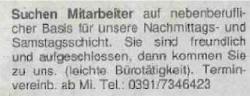 Suchen Mitarbeiter auf nebenberufli-
cher Basis für unsere Nachmittags- und
Samstagsschicht. Sie sind freundlich
und aufgeschlossen, dann kommen Sie
zu uns. (leichte Bürotätigkeit). Termin-
vereinb. ab Mi. Tel.: 0391/7346423